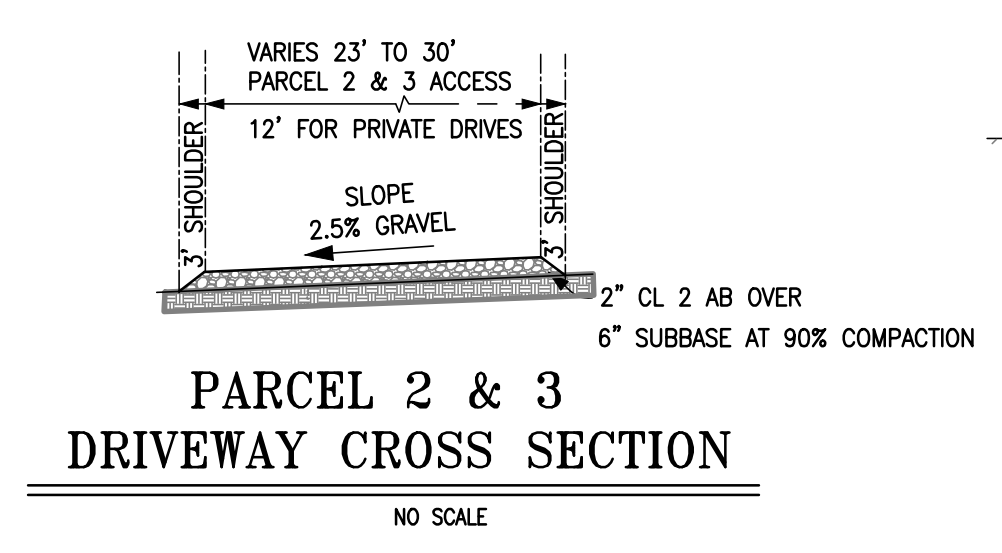 VARIES 23' TO 30'
PARCEL 2 & 3 ACCESS
12' FOR PRIVATE DRIVES
3' SHOULDER
3' SHOULDER
SLOPE
2.5% GRAVEL
2" CL 2 AB OVER
6" SUBBASE AT 90% COMPACTION
PARCEL 2 & 3
DRIVEWAY CROSS SECTION
NO SCALE